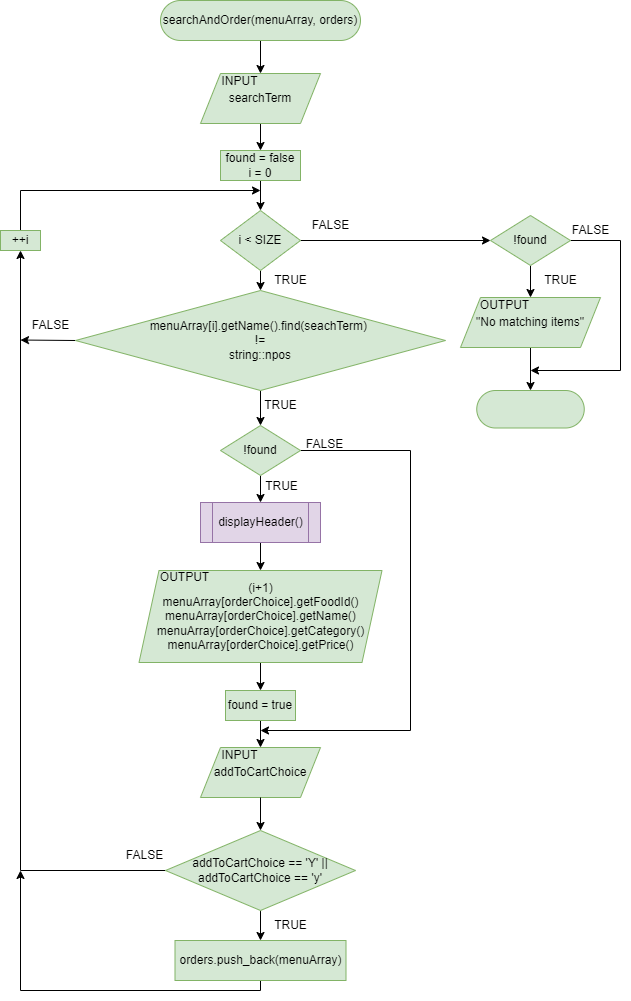 searchAndOrder(menuArray, orders)
INPUT
searchTerm
found = false
i = 0
++i
i < SIZE
FALSE
!found
FALSE
TRUE
TRUE
OUTPUT
"No matching items"
menuArray[i].getName().find(seachTerm)
!=
string::npos
FALSE
TRUE
!found
FALSE
TRUE
displayHeader()
OUTPUT
(i+1)
menuArray[orderChoice].getFoodId()
menuArray[orderChoice].getName()
menuArray[orderChoice].getCategory()
menuArray[orderChoice].getPrice()
found = true
INPUT
addToCartChoice
FALSE
addToCartChoice == 'Y' ||
addToCartChoice == 'y'
TRUE
orders.push_back(menuArray)